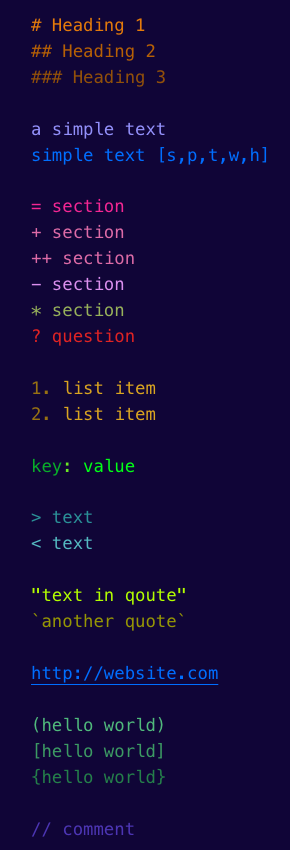 # Heading 1
## Heading 2
### Heading 3
a simple text
simple text [s,p,t,w,h]
= section
+ section
++ section
− section
* section
? question
1. list item
2. list item
key: value
> text
< text
"text in qoute"
`another quote`
http://website.com
(hello world)
[hello world]
{hello world}
// comment